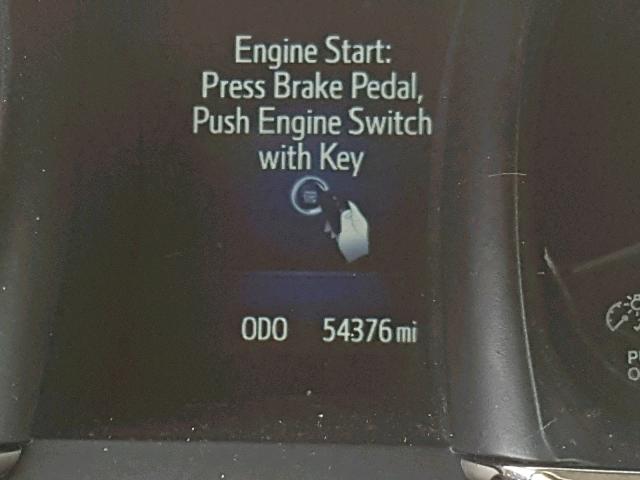 Engine Start:
Press Brake Pedal,
Push Engine Switch
with Key
ODO 54376 mi